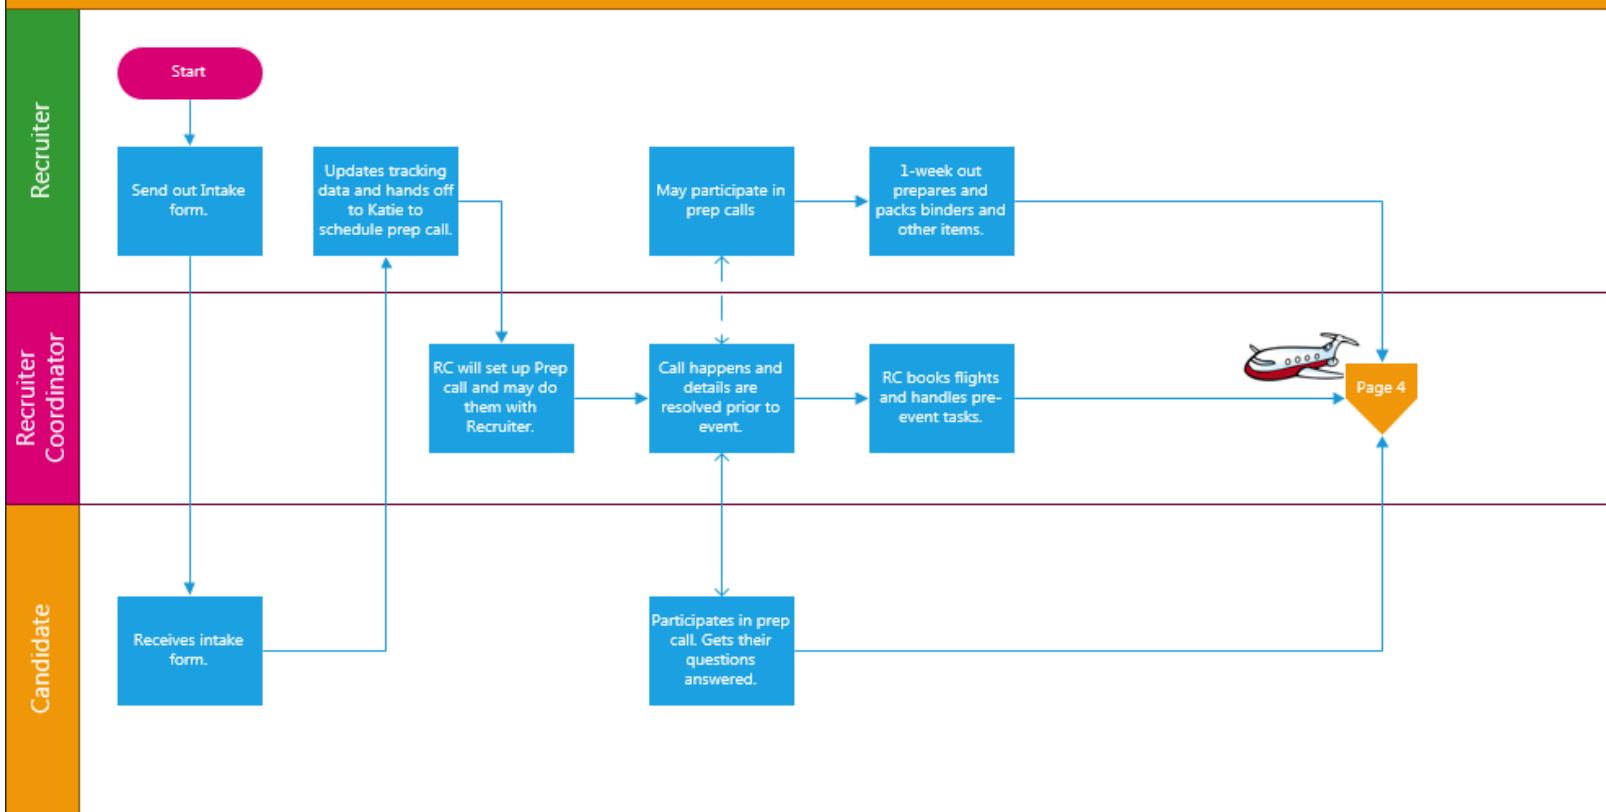 Recruiter
Start
Send out Intake
form.
Updates tracking
data and hands off
to Katie to
schedule prep call.
May participate in
prep calls
1-week out
prepares and
packs binders and
other items.
Recruiter
Coordinator
RC will set up Prep
call and may do
them with
Recruiter.
Call happens and
details are
resolved prior to
event.
RC books flights
and handles pre-
event tasks.
Page 4
Candidate
Receives intake
form.
Participates in prep
call. Gets their
questions
answered.